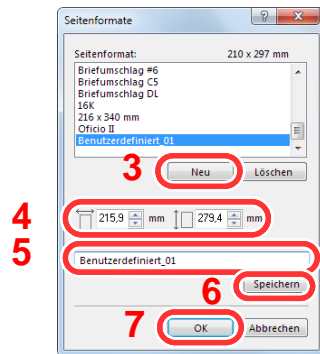 Seitenformate
Seitenformat: 210 x 297 mm
Briefumschlag #6
Briefumschlag C5
Briefumschlag DL
16K
216 x 340 mm
Oficio II
Benutzerdefiniert_01
3 Neu Löschen
4 215,9 mm 279,4 mm
5 Benutzerdefiniert_01
6 Speichern
7 OK Abbrechen